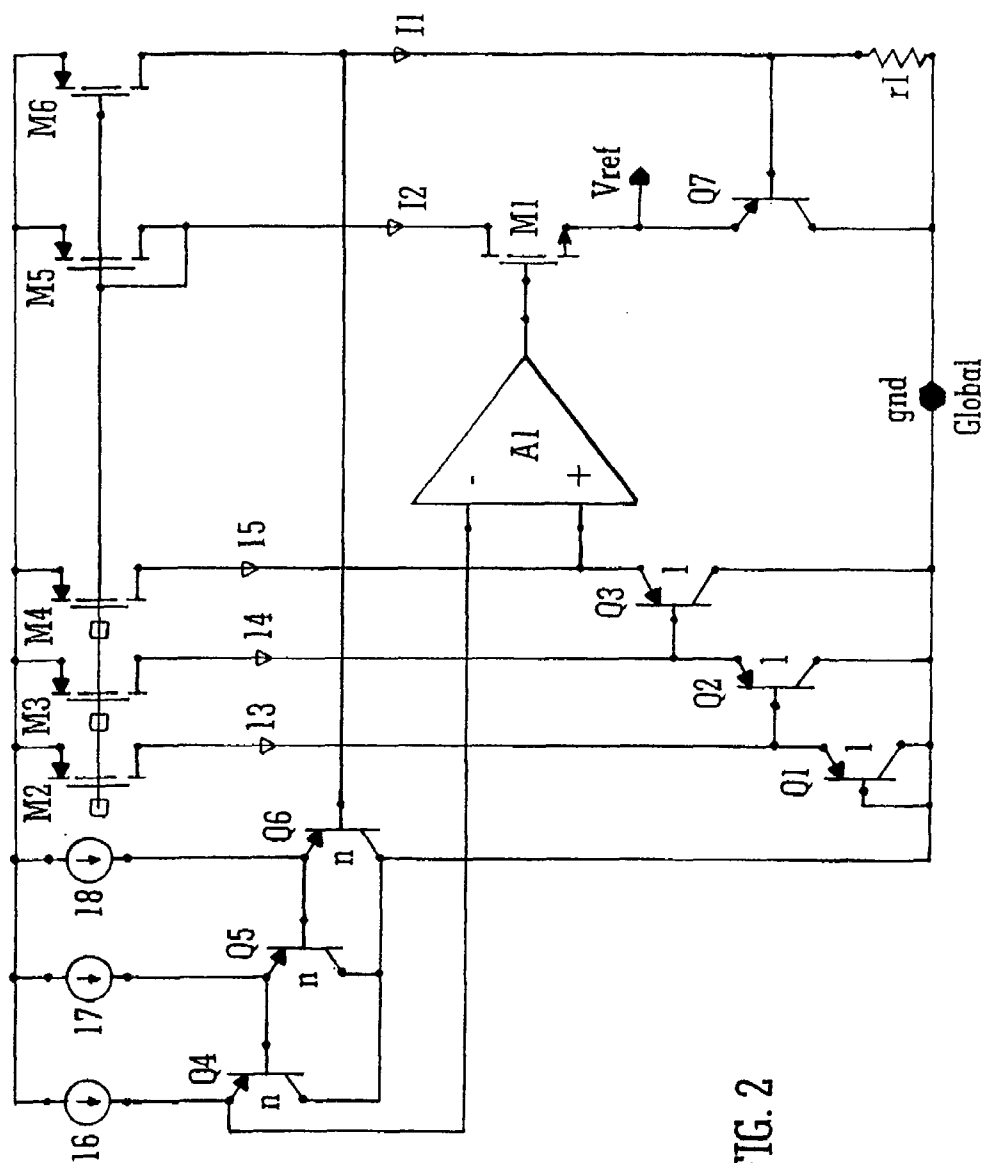 I6
I7
I8
M2
M3
M4
M5
M6
Q4
n
Q5
n
Q6
n
I3
I4
I5
I2
I1
-
+
A1
M1
Vref
Q1
1
Q2
1
Q3
1
Q7
r1
gnd
Global
FIG. 2